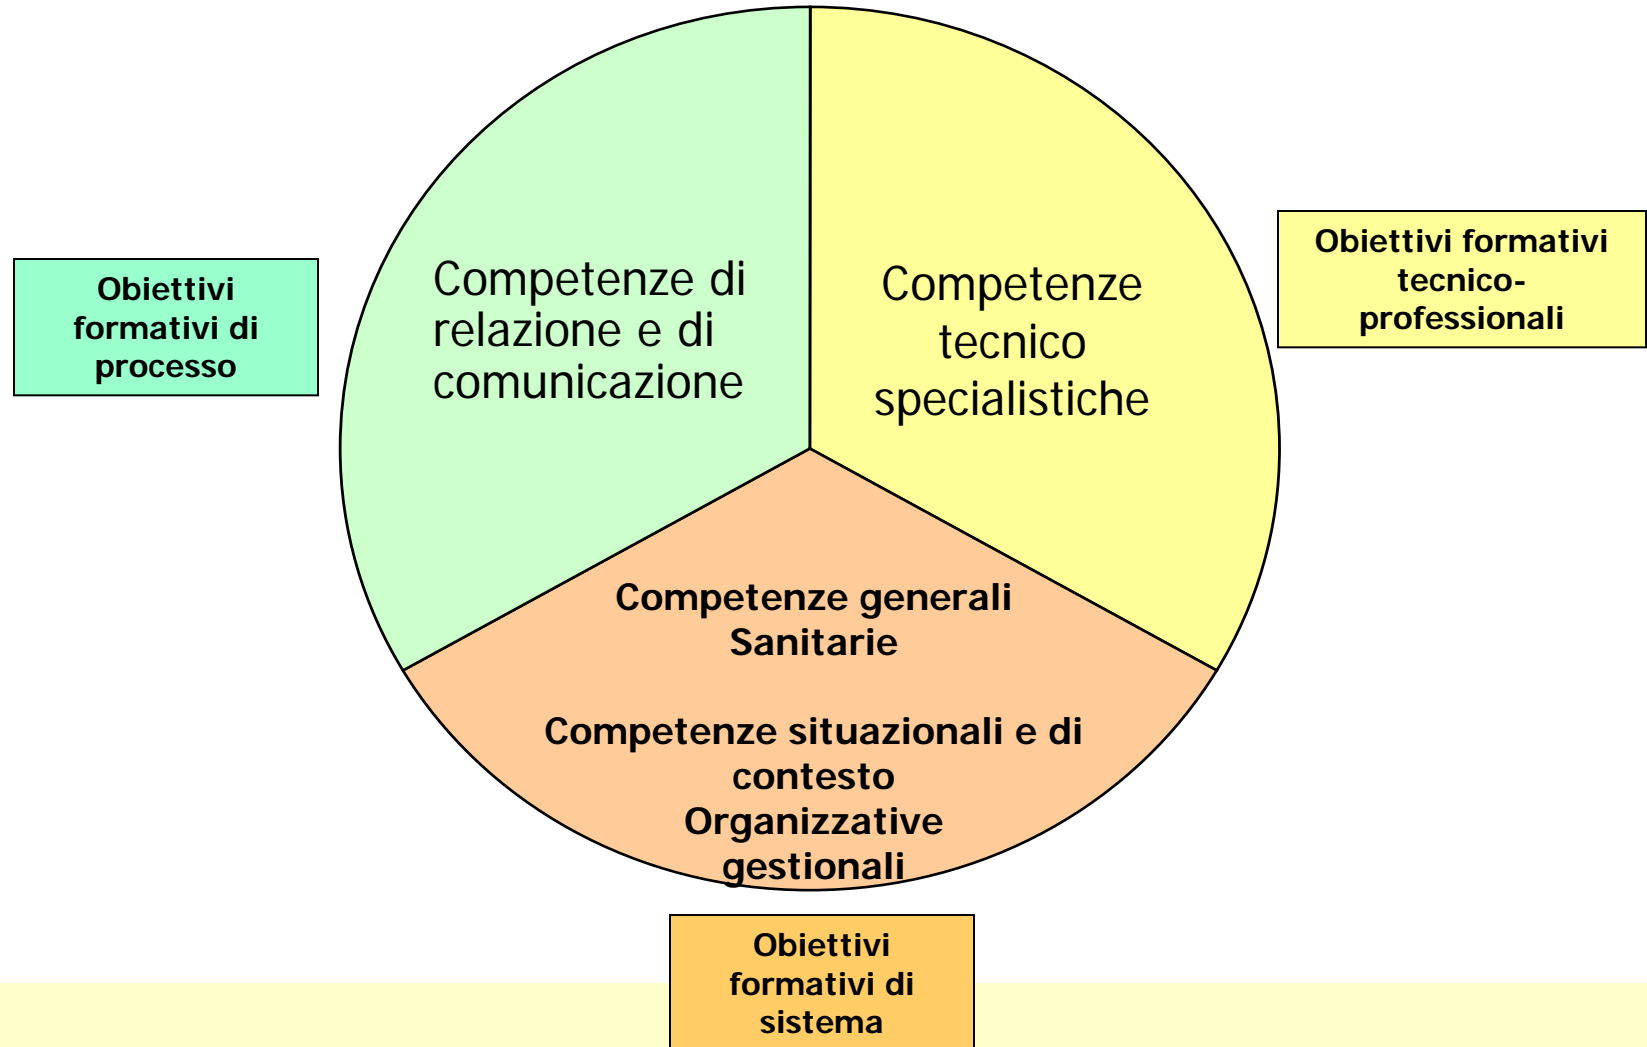 Obiettivi
formativi di
processo
Competenze di
relazione e di
comunicazione
Competenze
tecnico
specialistiche
Obiettivi formativi
tecnico-
professionali
Competenze generali
Sanitarie
Competenze situazionali e di
contesto
Organizzative
gestionali
Obiettivi
formativi di
sistema